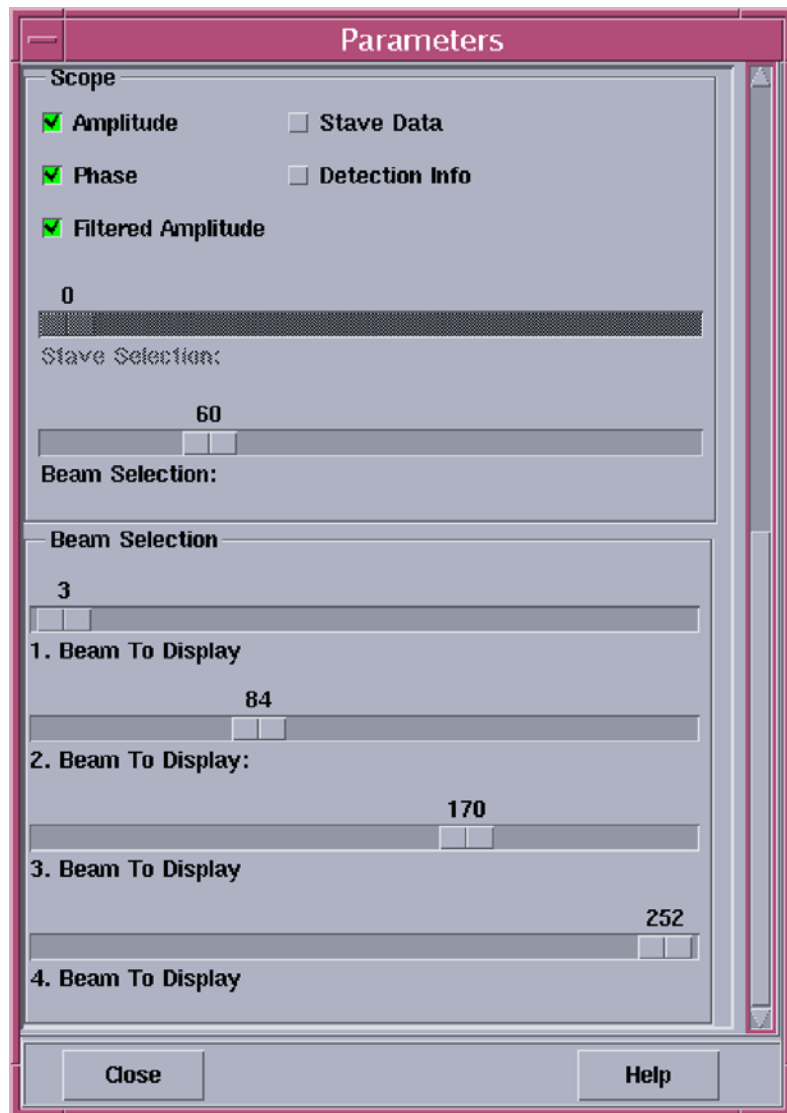 Parameters
Scope
Amplitude
Stave Data
Phase
Detection Info
Filtered Amplitude
0
Stave Selection:
60
Beam Selection:
Beam Selection
3
1. Beam To Display
84
2. Beam To Display:
170
3. Beam To Display
252
4. Beam To Display
Close
Help